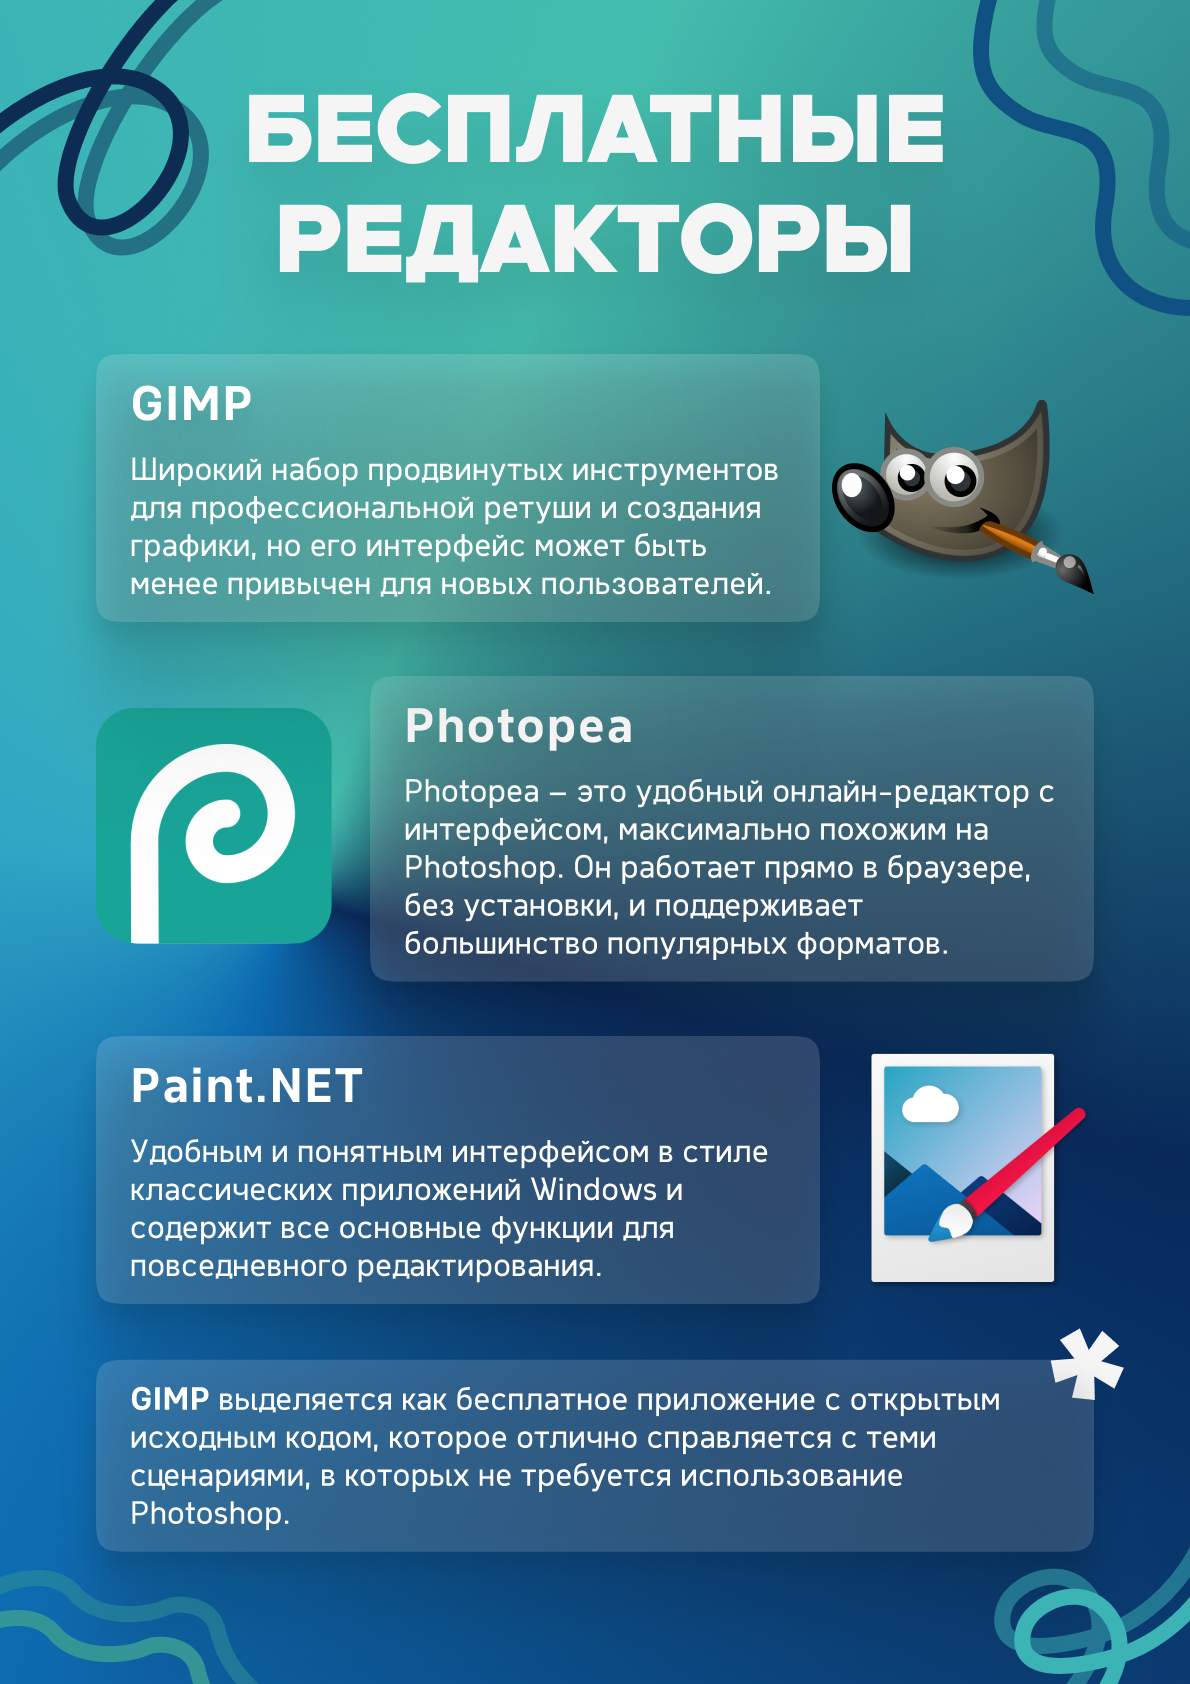 БЕСПЛАТНЫЕ
РЕДАКТОРЫ
GIMP
Широкий набор продвинутых инструментов
для профессиональной ретуши и создания
графики, но его интерфейс может быть
менее привычен для новых пользователей.
Photopea
Photopea – это удобный онлайн-редактор с
интерфейсом, максимально похожим на
Photoshop. Он работает прямо в браузере,
без установки, и поддерживает
большинство популярных форматов.
Paint.NET
Удобным и понятным интерфейсом в стиле
классических приложений Windows и
содержит все основные функции для
повседневного редактирования.
*
GIMP выделяется как бесплатное приложение с открытым
исходным кодом, которое отлично справляется с теми
сценариями, в которых не требуется использование
Photoshop.